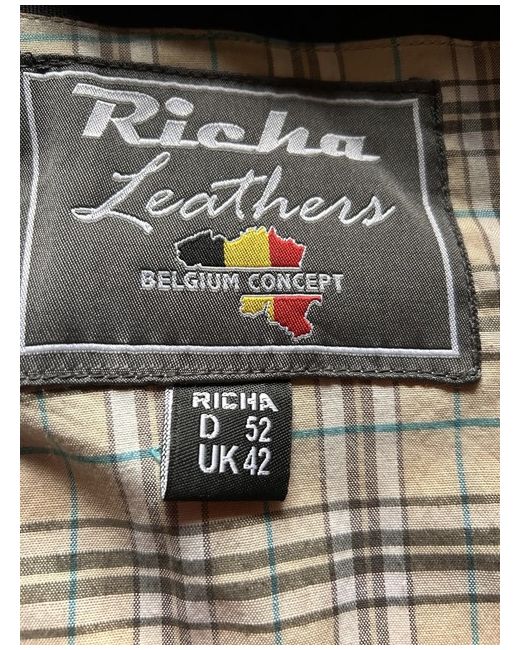 Richa
Leathers
BELGIUM CONCEPT
RICHA
D 52
UK 42